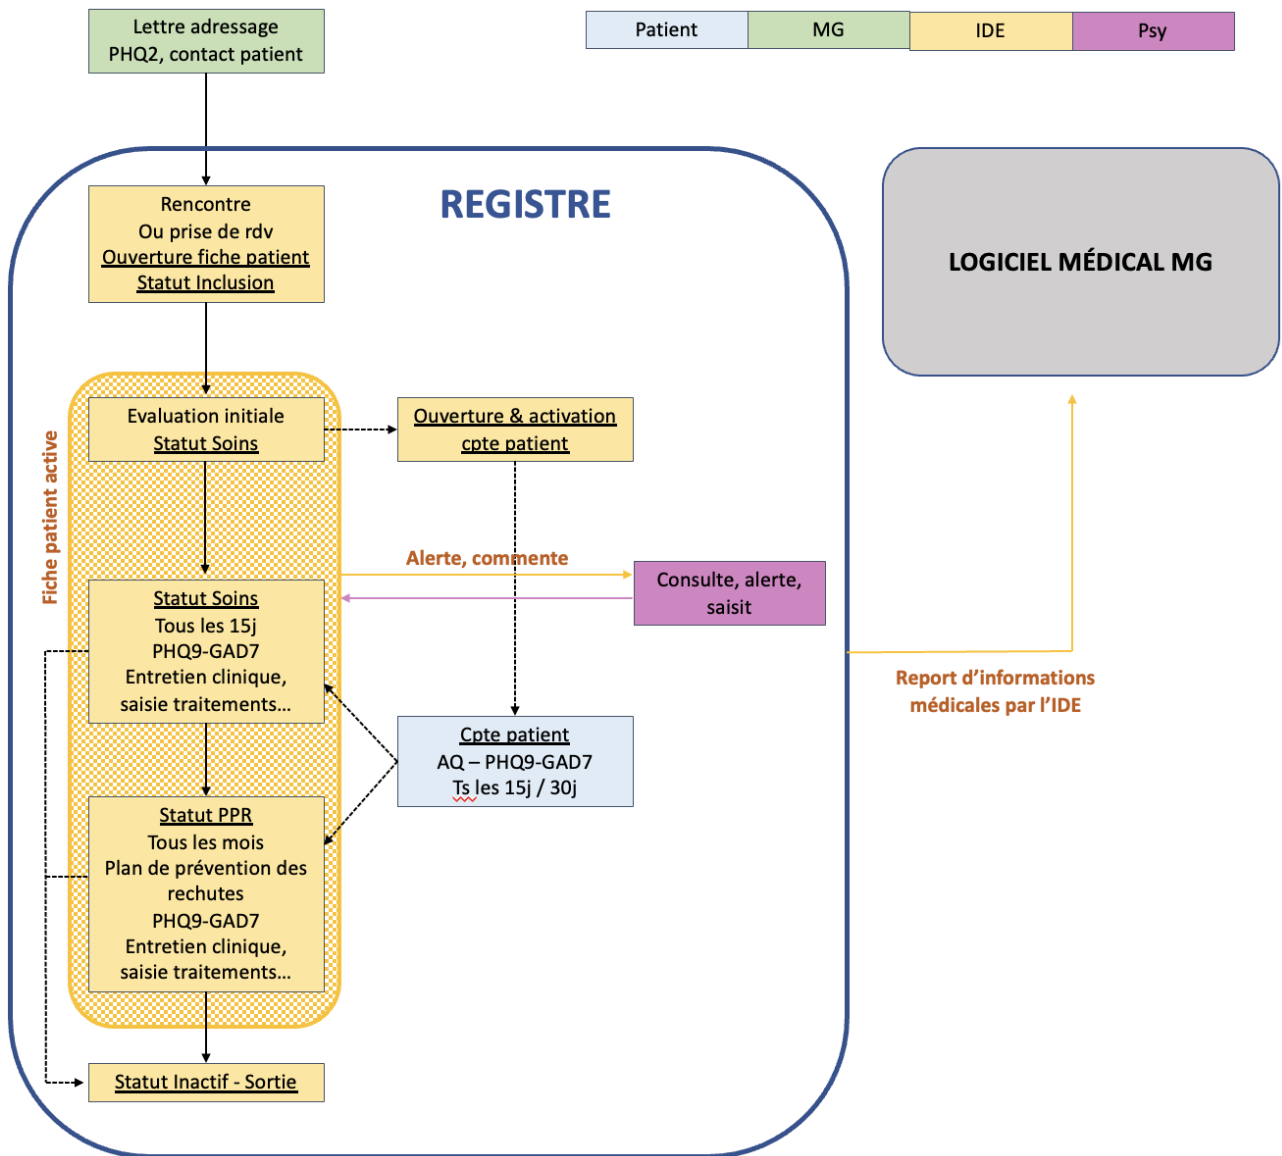 Lettre adressage
PHQ2, contact patient
Patient
MG
IDE
Psy
REGISTRE
Rencontre
Ou prise de rdv
Ouverture fiche patient
Statut Inclusion
LOGICIEL MÉDICAL MG
Fiche patient active
Evaluation initiale
Statut Soins
Ouverture & activation
cpte patient
Alerte, commente
Consulte, alerte,
saisit
Statut Soins
Tous les 15j
PHQ9-GAD7
Entretien clinique,
saisie traitements…
Report d’informations
médicales par l’IDE
Cpte patient
AQ – PHQ9-GAD7
Ts les 15j / 30j
Statut PPR
Tous les mois
Plan de prévention des
rechutes
PHQ9-GAD7
Entretien clinique,
saisie traitements…
Statut Inactif - Sortie